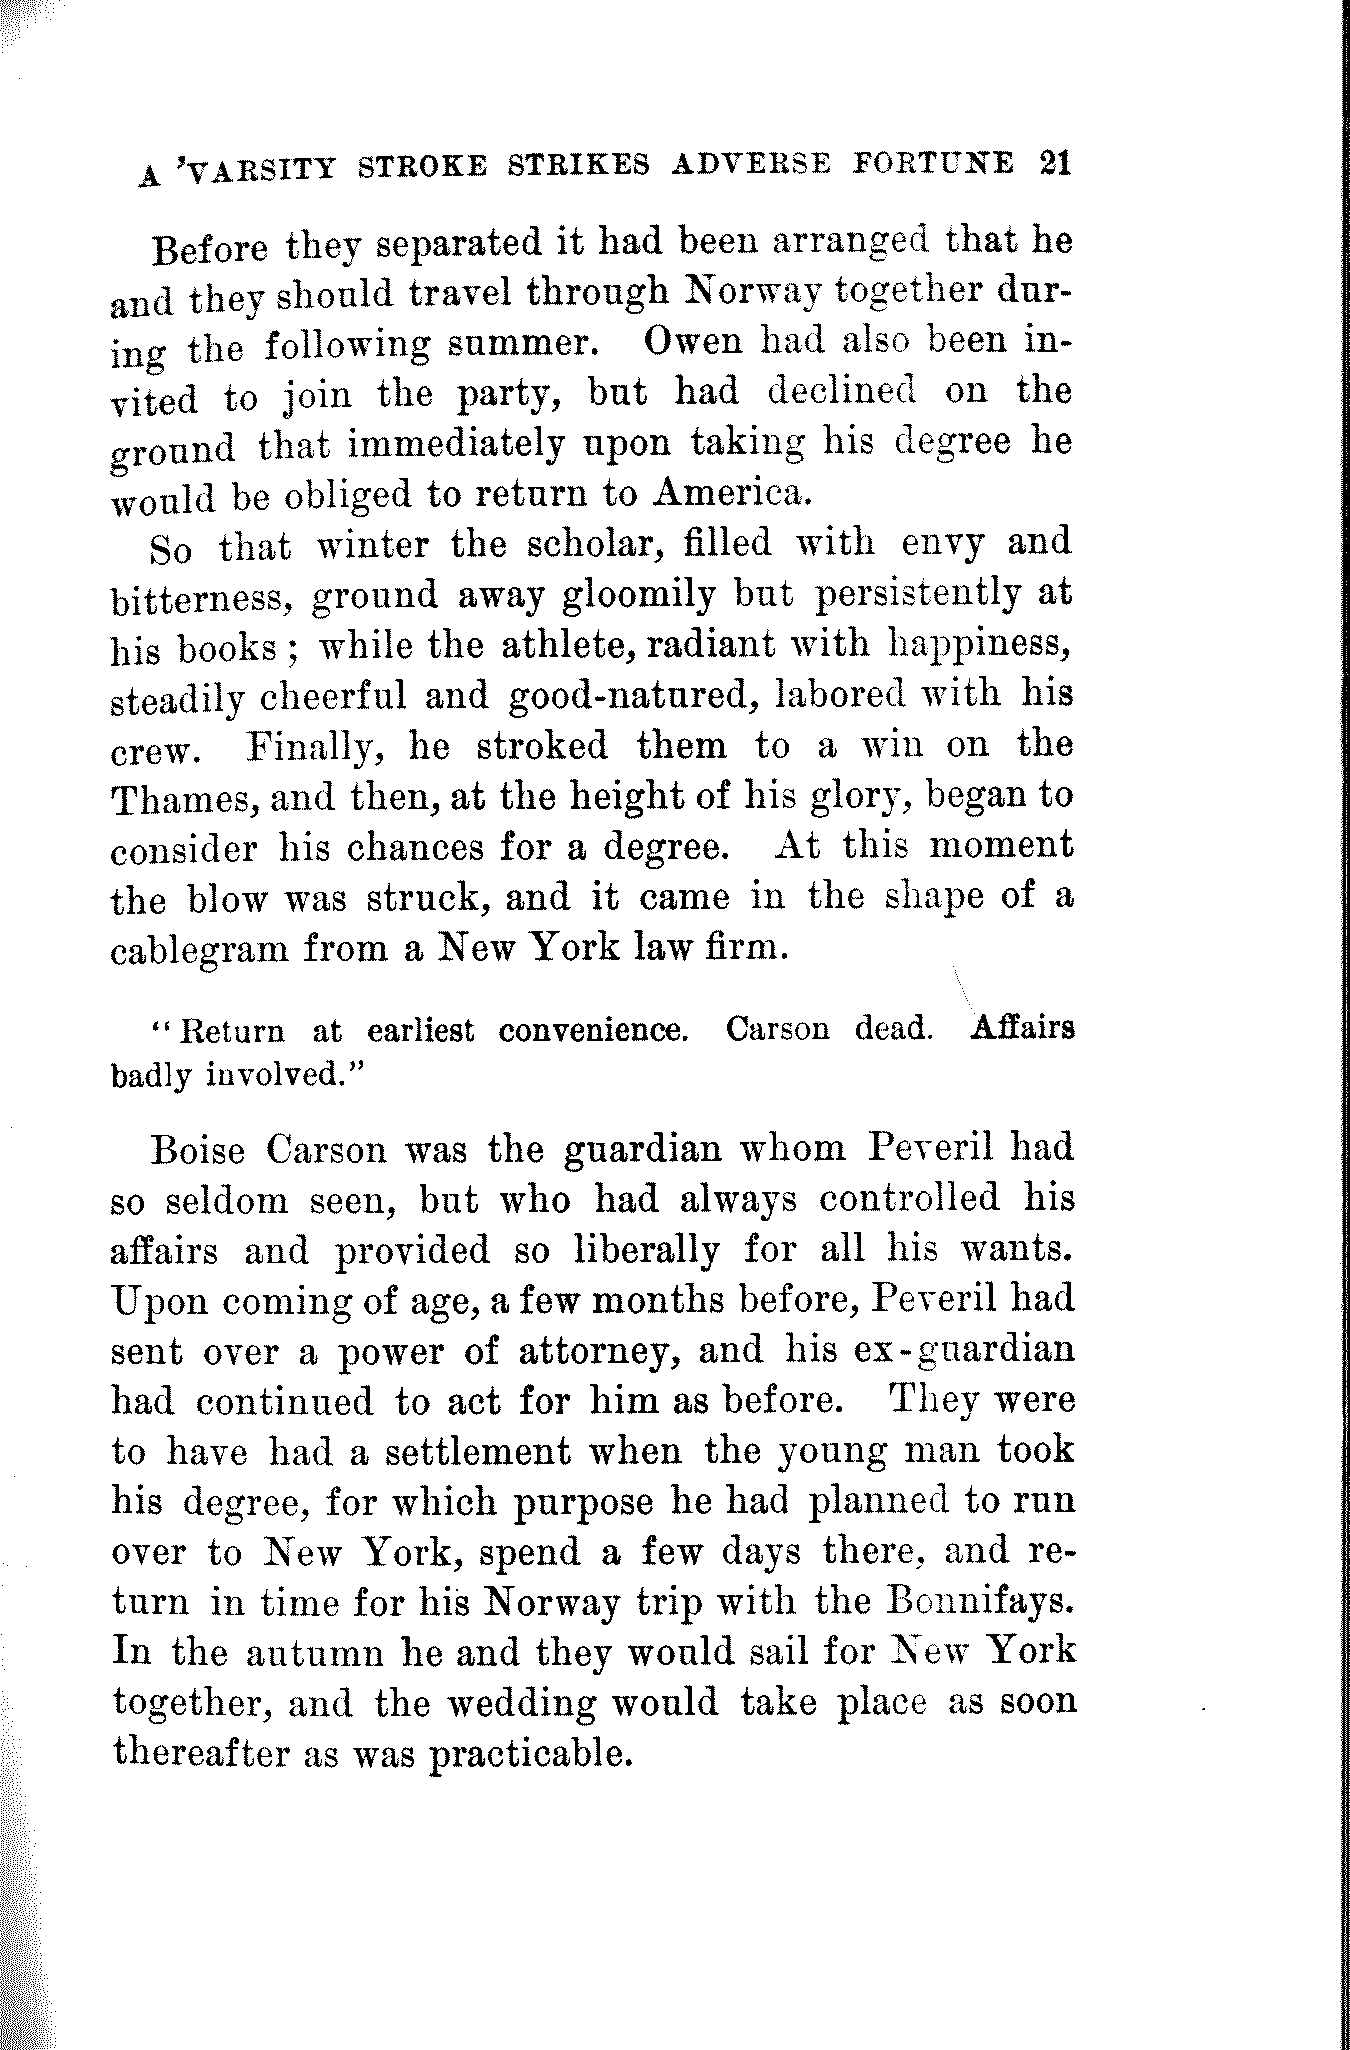 A 'VARSITY STROKE STRIKES ADVERSE FORTUNE 21
Before they separated it had been arranged that he
and they should travel through Norway together dur-
ing the following summer. Owen had also been in-
vited to join the party, but had declined on the
ground that immediately upon taking his degree he
would be obliged to return to America.
So that winter the scholar, filled with envy and
bitterness, ground away gloomily but persistently at
his books; while the athlete, radiant with happiness,
steadily cheerful and good-natured, labored with his
crew. Finally, he stroked them to a win on the
Thames, and then, at the height of his glory, began to
consider his chances for a degree. At this moment
the blow was struck, and it came in the shape of a
cablegram from a New York law firm.
"Return at earliest convenience. Carson dead. Affairs
badly involved."
Boise Carson was the guardian whom Peveril had
so seldom seen, but who had always controlled his
affairs and provided so liberally for all his wants.
Upon coming of age, a few months before, Peveril had
sent over a power of attorney, and his ex-guardian
had continued to act for him as before. They were
to have had a settlement when the young man took
his degree, for which purpose he had planned to run
over to New York, spend a few days there, and re-
turn in time for his Norway trip with the Bonnifays.
In the autumn he and they would sail for New York
together, and the wedding would take place as soon
thereafter as was practicable.